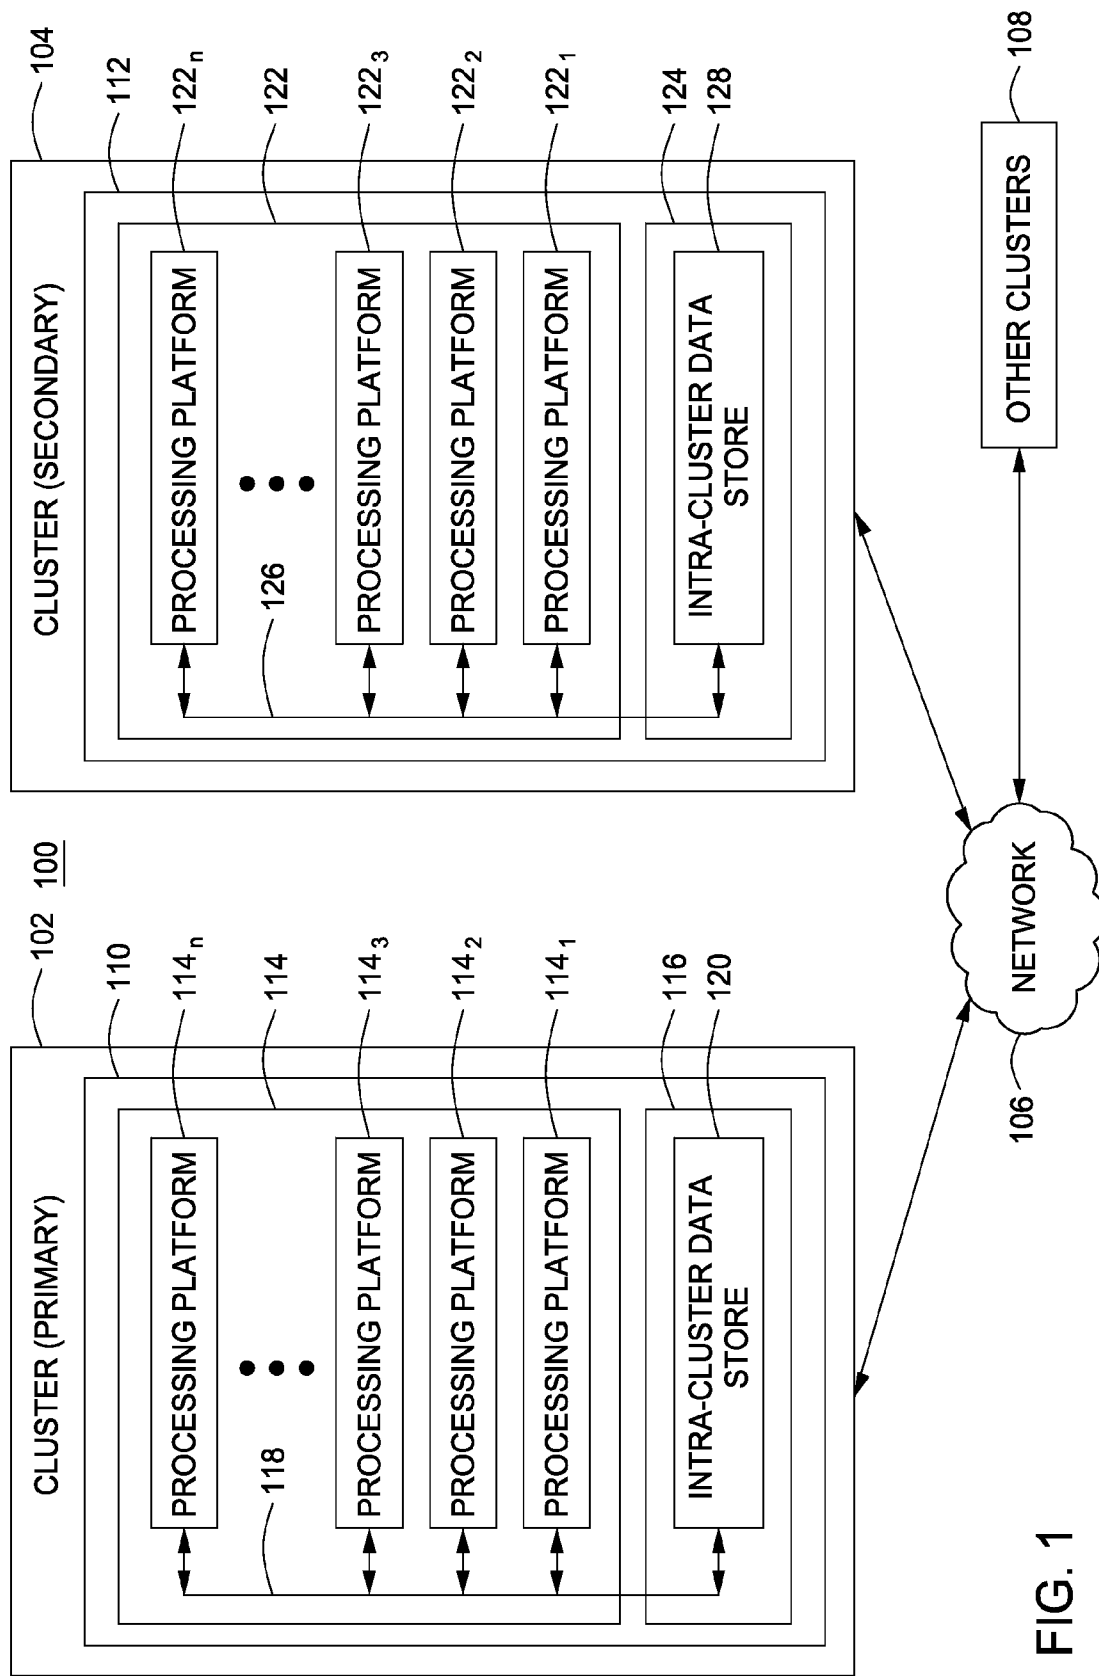 100
CLUSTER (PRIMARY)
102
110
PROCESSING PLATFORM
114n
114
118
PROCESSING PLATFORM
1143
PROCESSING PLATFORM
1142
PROCESSING PLATFORM
1141
116
INTRA-CLUSTER DATA
STORE
120
CLUSTER (SECONDARY)
104
112
PROCESSING PLATFORM
122n
122
126
PROCESSING PLATFORM
1223
PROCESSING PLATFORM
1222
PROCESSING PLATFORM
1221
124
INTRA-CLUSTER DATA
STORE
128
106
NETWORK
OTHER CLUSTERS
108
FIG. 1